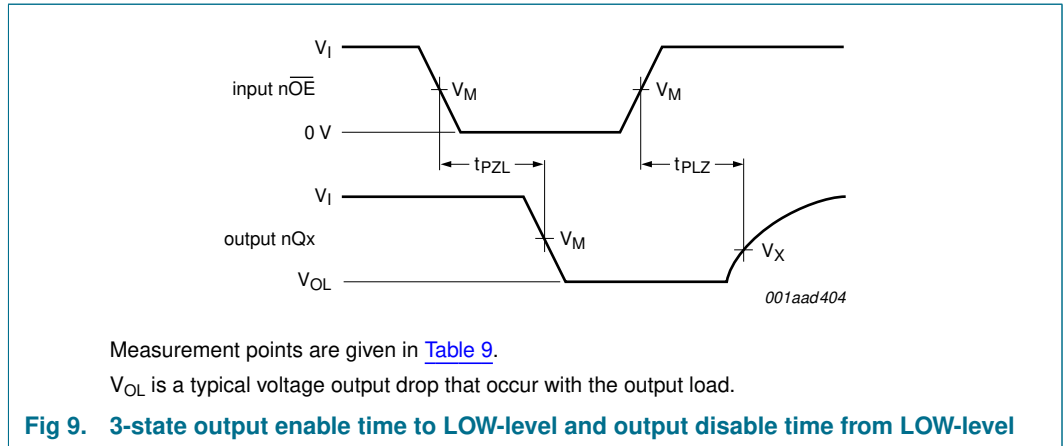 V_I
input nO̅E̅
V_M V_M
0 V
t_PZL t_PLZ
V_I
output nQx
V_M V_X
V_OL
001aad404
Measurement points are given in Table 9.
V_OL is a typical voltage output drop that occur with the output load.
Fig 9. 3-state output enable time to LOW-level and output disable time from LOW-level